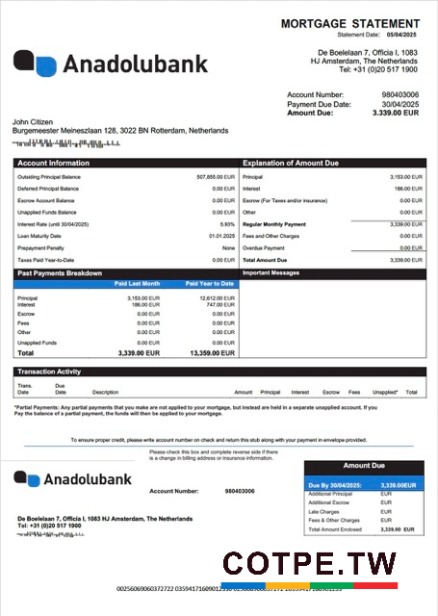 MORTGAGE STATEMENT
Statement Date: 05/04/2025
Anadolubank
De Boelelaan 7, Officia I, 1083
HJ Amsterdam, The Netherlands
Tel: +31 (0)20 517 1900
Account Number: 980403006
Payment Due Date: 30/04/2025
Amount Due: 3.339.00 EUR
John Citizen
Burgemeester Meineszlaan 128, 3022 BN Rotterdam, Netherlands
Account Information
Outsiding Principal Balance 507,855.00 EUR
Deferred Principal Balance 0.00 EUR
Escrow Account Balance 0.00 EUR
Unapplied Funds Balance 0.00 EUR
Interest Rate (until 30/04/2025) 5.93%
Loan Maturity Date 01.01.2025
Prepayment Penalty None
Taxes Paid Year-to-Date 0.00 EUR
Explanation of Amount Due
Principal 3,153.00 EUR
Interest 186.00 EUR
Escrow (For Taxes and/or insurance) 0.00 EUR
Other 0.00 EUR
Regular Monthly Payment 3,339.00 EUR
Fees and Other Charges 0.00 EUR
Overdue Payment 0.00 EUR
Total Amount Due 3,339.00 EUR
Past Payments Breakdown
Paid Last Month Paid Year to Date
Principal 3,153.00 EUR 12,612.00 EUR
Interest 186.00 EUR 747.00 EUR
Escrow 0.00 EUR 0.00 EUR
Fees 0.00 EUR 0.00 EUR
Other 0.00 EUR 0.00 EUR
Unapplied Funds 0.00 EUR 0.00 EUR
Total 3,339.00 EUR 13,359.00 EUR
Important Messages
Transaction Activity
Trans. Date Due Date Description Amount Principal Interest Escrow Fees Unapplied* Total
*Partial Payments: Any partial payments that you make are not applied to your mortgage, but instead are held in a separate unapplied account. If you
Pay the balance of a partial payment, the funds will then be applied to your mortgage.
To ensure proper credit, please write account number on check and return this stub along with your payment in envelope provided.
Please check this box and complete reverse side if there
is a change in billing address or insurance information.
Anadolubank
Account Number: 980403006
De Boelelaan 7, Officia I, 1083 HJ Amsterdam, The Netherlands
Tel: +31 (0)20 517 1900
Amount Due
Due By 30/04/2025: 3,339.00EUR
Additional Principal EUR
Additional Escrow EUR
Late Charges EUR
Fees & Other Charges EUR
Total Amount Enclosed 3,339.00 EUR
COTPE.TW